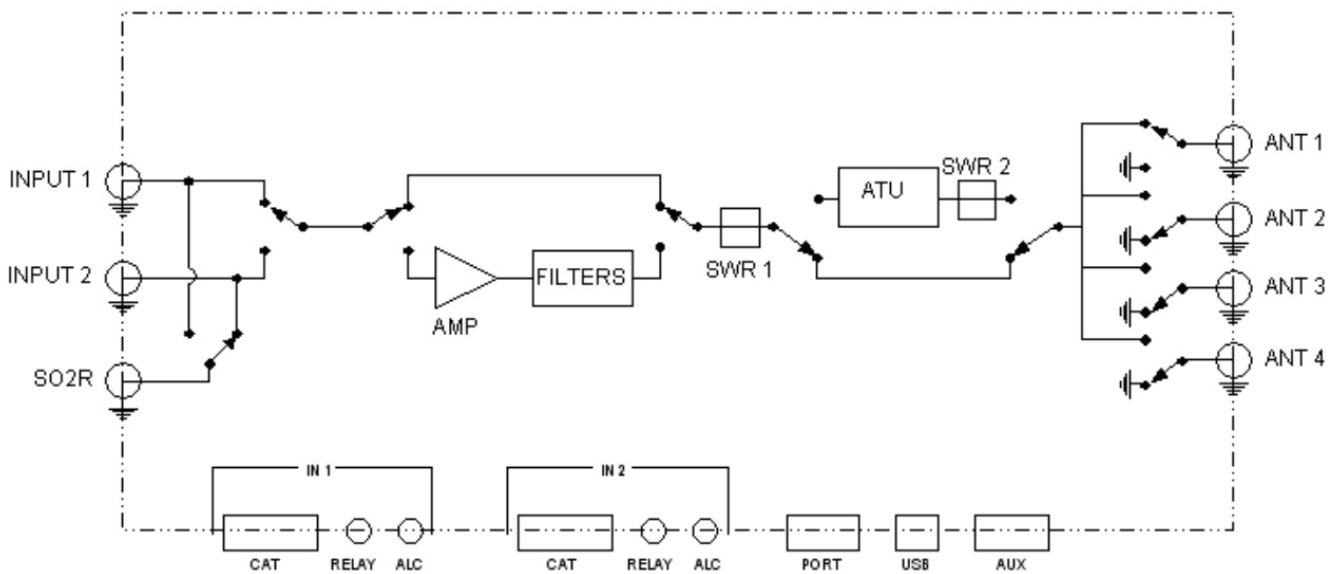 INPUT 1
INPUT 2
SO2R
AMP
FILTERS
SWR 1
ATU
SWR 2
ANT 1
ANT 2
ANT 3
ANT 4
IN 1
IN 2
CAT RELAY ALC CAT RELAY ALC PORT USB AUX